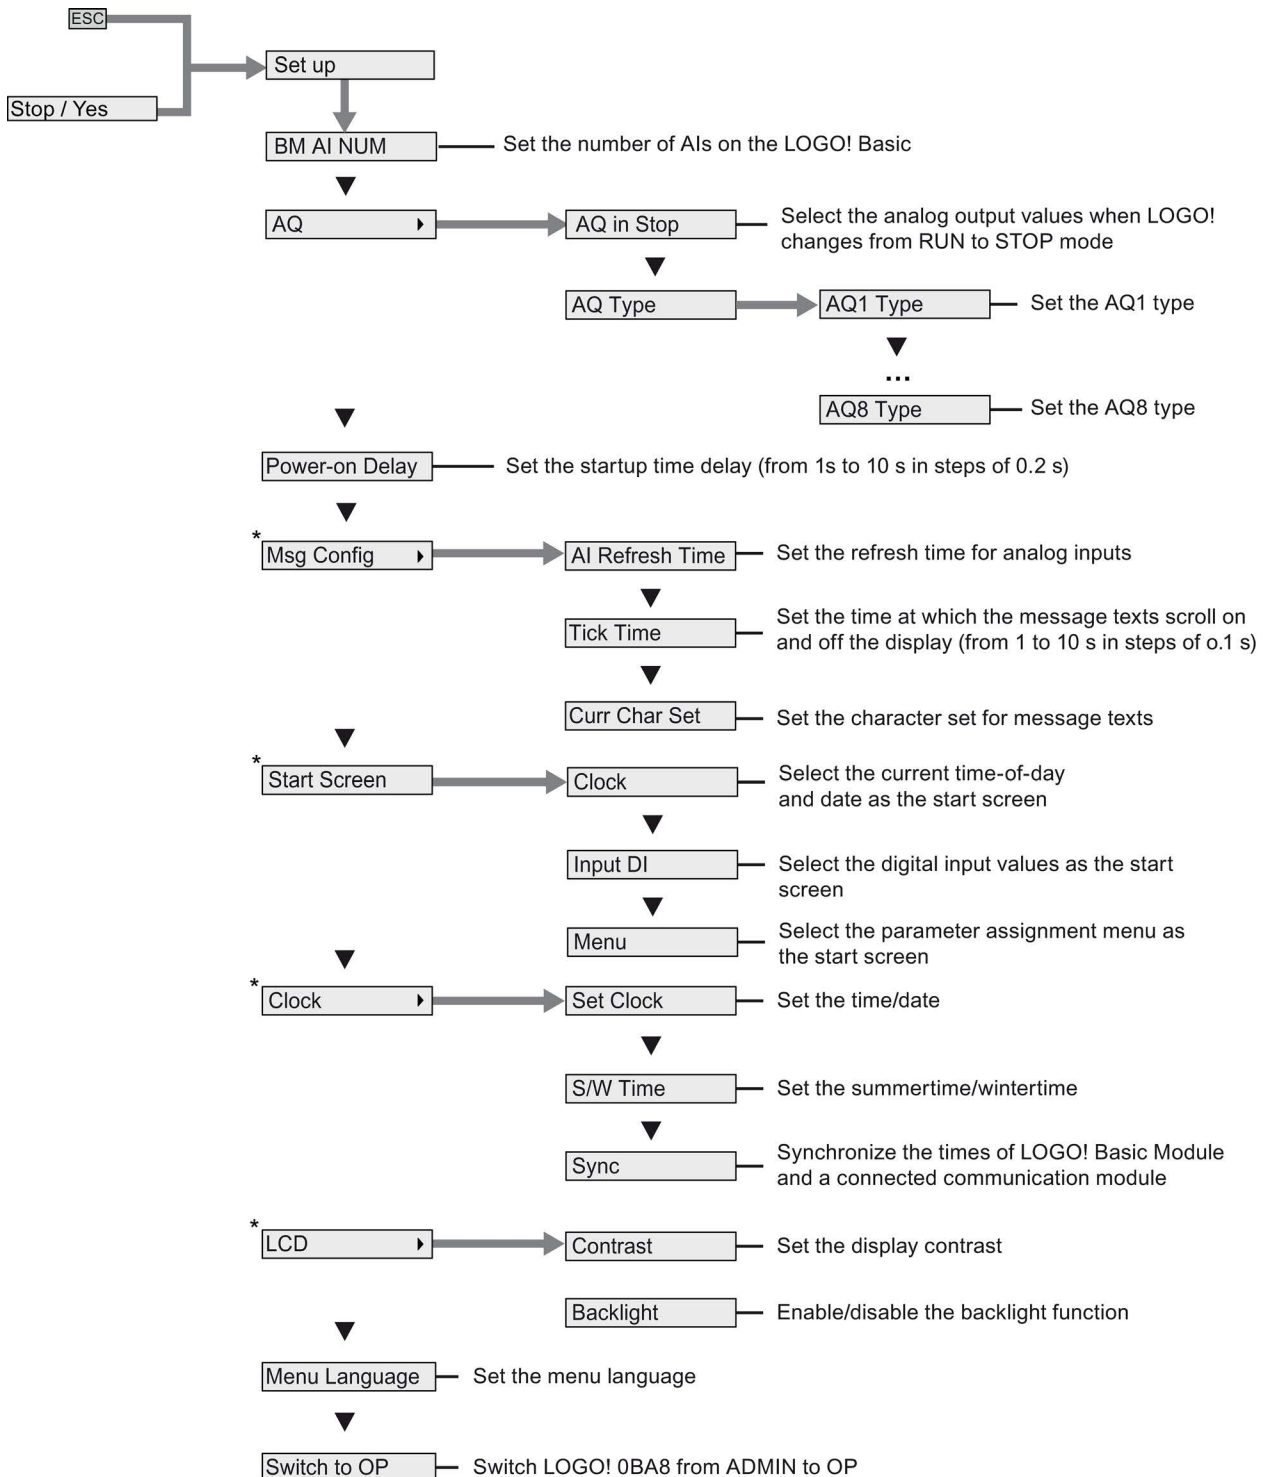 ESC
Set up
Stop / Yes
BM AI NUM
Set the number of AIs on the LOGO! Basic
AQ
AQ in Stop
Select the analog output values when LOGO!
changes from RUN to STOP mode
AQ Type
AQ1 Type
Set the AQ1 type
...
AQ8 Type
Set the AQ8 type
Power-on Delay
Set the startup time delay (from 1s to 10 s in steps of 0.2 s)
*
Msg Config
AI Refresh Time
Set the refresh time for analog inputs
Tick Time
Set the time at which the message texts scroll on
and off the display (from 1 to 10 s in steps of o.1 s)
Curr Char Set
Set the character set for message texts
*
Start Screen
Clock
Select the current time-of-day
and date as the start screen
Input DI
Select the digital input values as the start
screen
Menu
Select the parameter assignment menu as
the start screen
*
Clock
Set Clock
Set the time/date
S/W Time
Set the summertime/wintertime
Sync
Synchronize the times of LOGO! Basic Module
and a connected communication module
*
LCD
Contrast
Set the display contrast
Backlight
Enable/disable the backlight function
Menu Language
Set the menu language
Switch to OP
Switch LOGO! 0BA8 from ADMIN to OP